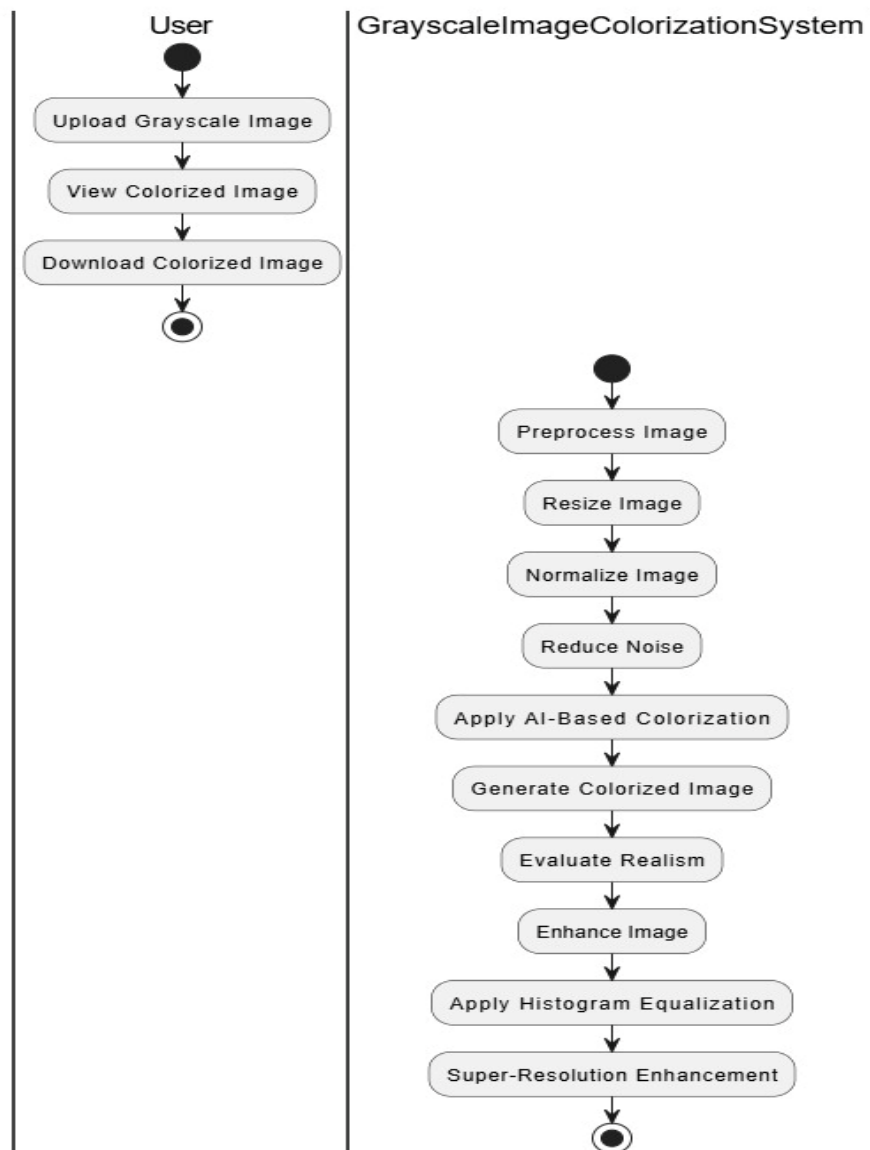 User
GrayscaleImageColorizationSystem
Upload Grayscale Image
View Colorized Image
Download Colorized Image
Preprocess Image
Resize Image
Normalize Image
Reduce Noise
Apply AI-Based Colorization
Generate Colorized Image
Evaluate Realism
Enhance Image
Apply Histogram Equalization
Super-Resolution Enhancement